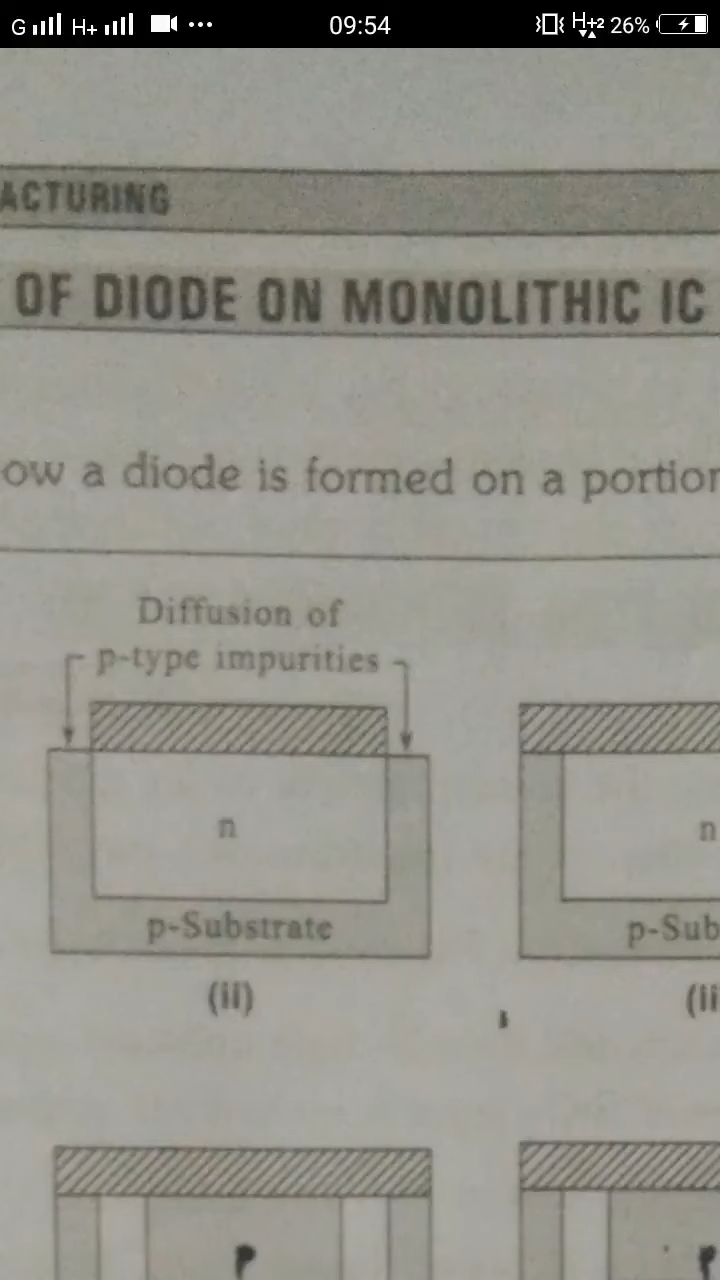 G H+ ... 09:54 H+2 26%
ACTURING
OF DIODE ON MONOLITHIC IC
ow a diode is formed on a portion
Diffusion of
p-type impurities
n n
p-Substrate p-Sub
(ii) (ii
p p